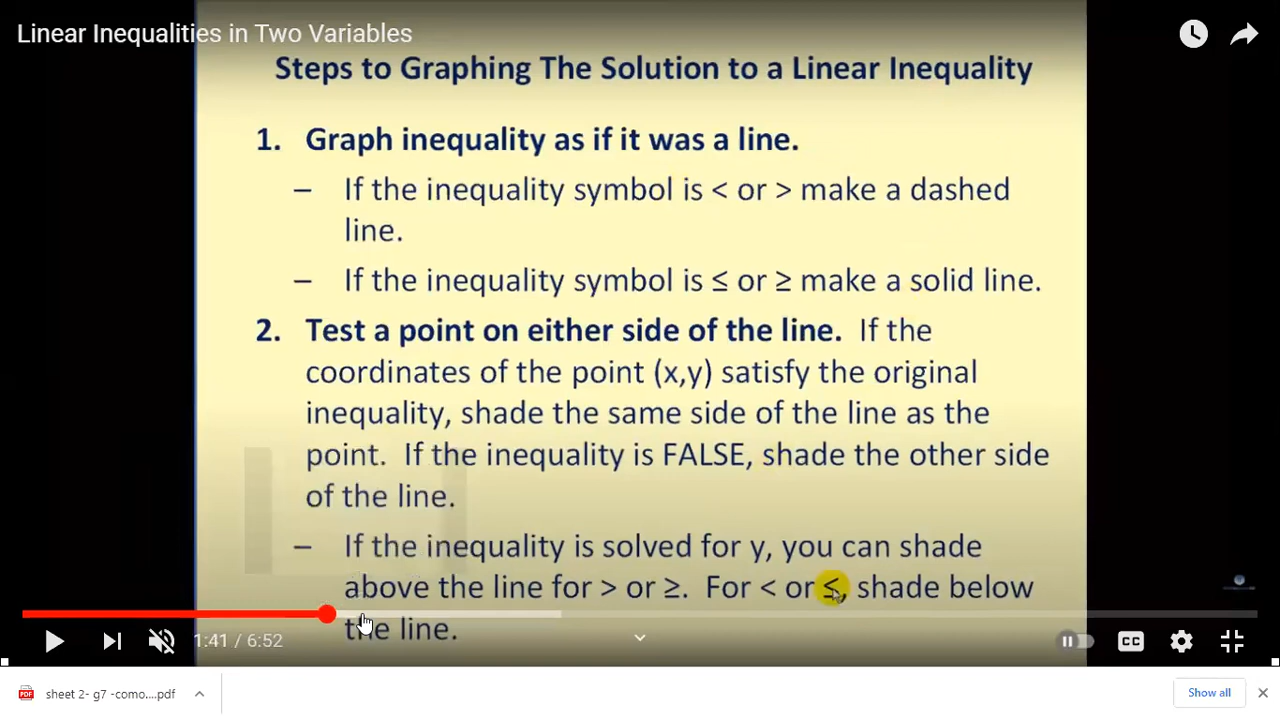 Linear Inequalities in Two Variables
Steps to Graphing The Solution to a Linear Inequality
1. Graph inequality as if it was a line.
– If the inequality symbol is < or > make a dashed
line.
– If the inequality symbol is ≤ or ≥ make a solid line.
2. Test a point on either side of the line. If the
coordinates of the point (x,y) satisfy the original
inequality, shade the same side of the line as the
point. If the inequality is FALSE, shade the other side
of the line.
– If the inequality is solved for y, you can shade
above the line for > or ≥. For < or ≤, shade below
the line.
1:41 / 6:52
CC
PDF
sheet 2- g7 -como....pdf
Show all